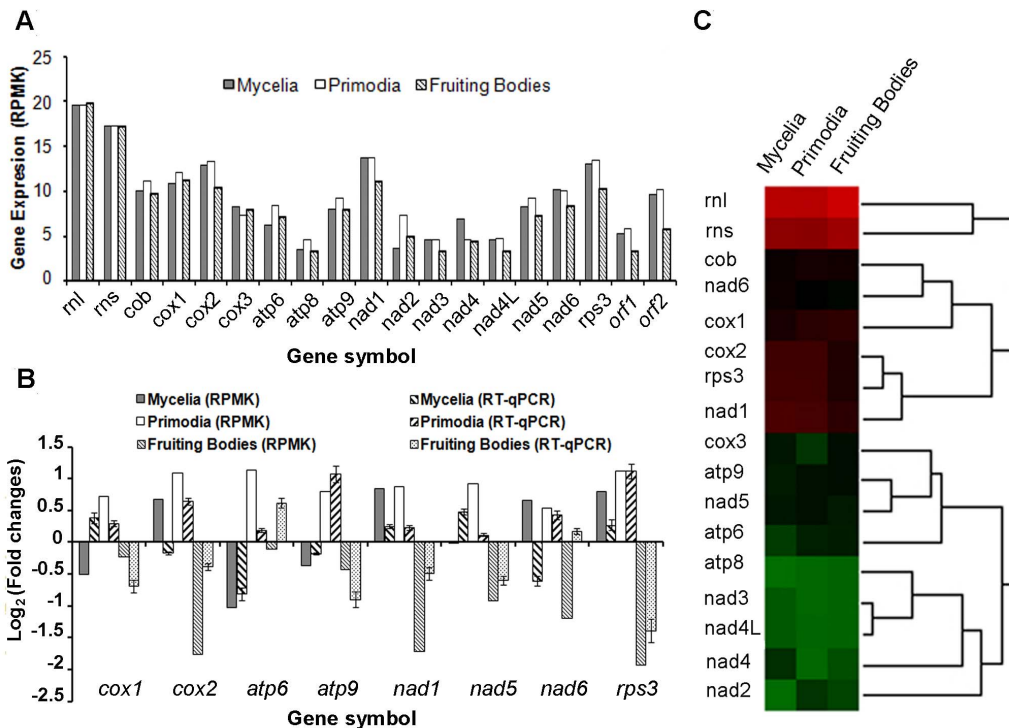 A
Gene Expresion (RPMK)
25
20
15
10
5
0
Mycelia
Primodia
Fruiting Bodies
rnl
rns
cob
cox1
cox2
cox3
atp6
atp8
atp9
nad1
nad2
nad3
nad4
nad4L
nad5
nad6
rps3
orf1
orf2
Gene symbol
B
Mycelia (RPMK)
Primodia (RPMK)
Fruiting Bodies (RPMK)
Mycelia (RT-qPCR)
Primodia (RT-qPCR)
Fruiting Bodies (RT-qPCR)
Log2 (Fold changes)
1.5
1
0.5
0
-0.5
-1
-1.5
-2
-2.5
cox1
cox2
atp6
atp9
nad1
nad5
nad6
rps3
Gene symbol
C
Mycelia
Primodia
Fruiting Bodies
rnl
rns
cob
nad6
cox1
cox2
rps3
nad1
cox3
atp9
nad5
atp6
atp8
nad3
nad4L
nad4
nad2